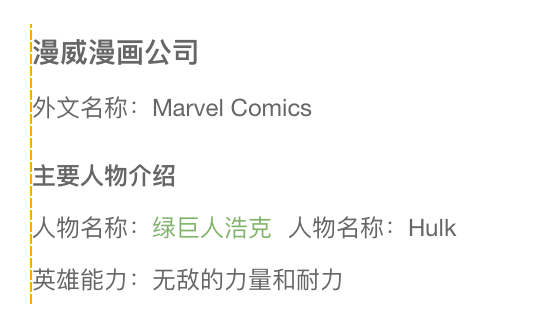 漫威漫画公司
外文名称：Marvel Comics
主要人物介绍
人物名称：绿巨人浩克 人物名称：Hulk
英雄能力：无敌的力量和耐力